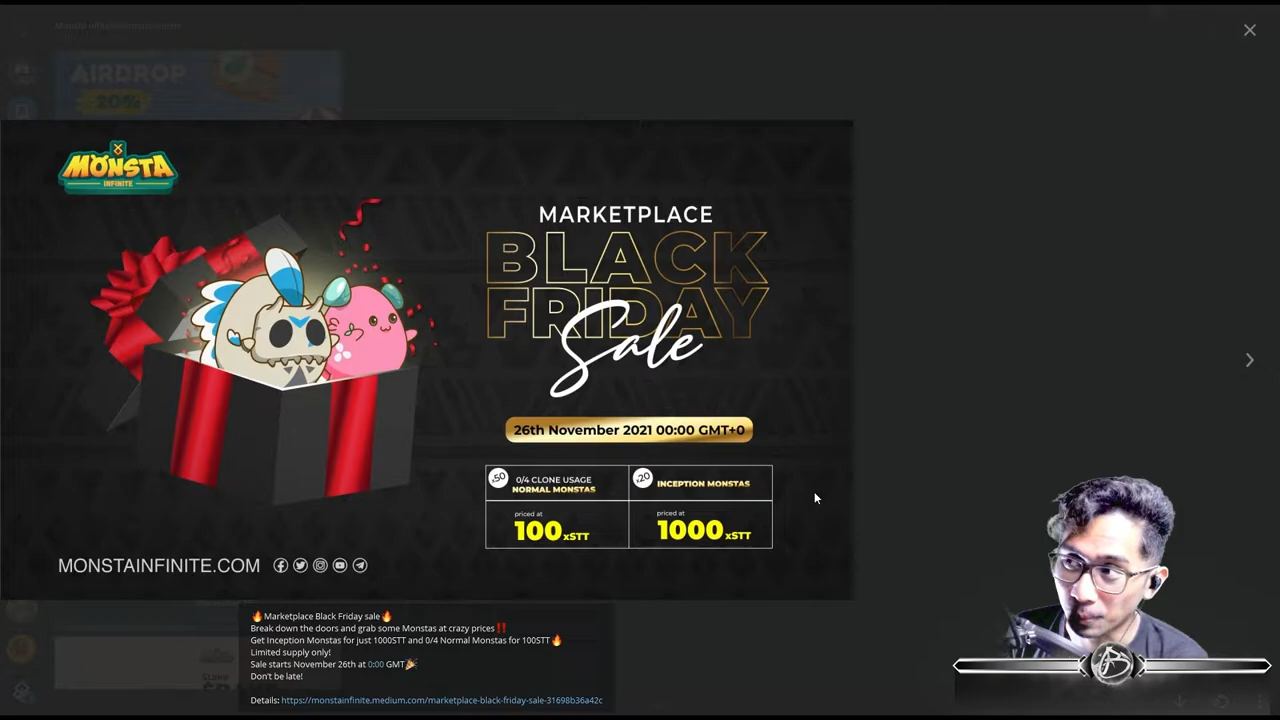 AIRDROP
20%
MONSTA
INFINITE
MARKETPLACE
BLACK
FRIDAY
Sale
26th November 2021 00:00 GMT+0
x50
0/4 CLONE USAGE
NORMAL MONSTAS
priced at
100xSTT
x20
INCEPTION MONSTAS
priced at
1000xSTT
MONSTAINFINITE.COM
🔥Marketplace Black Friday sale🔥
Break down the doors and grab some Monstas at crazy prices‼️
Get Inception Monstas for just 1000STT and 0/4 Normal Monstas for 100STT🔥
Limited supply only!
Sale starts November 26th at 0:00 GMT🎉
Don't be late!
Details: https://monstainfinite.medium.com/marketplace-black-friday-sale-31698b36a42c